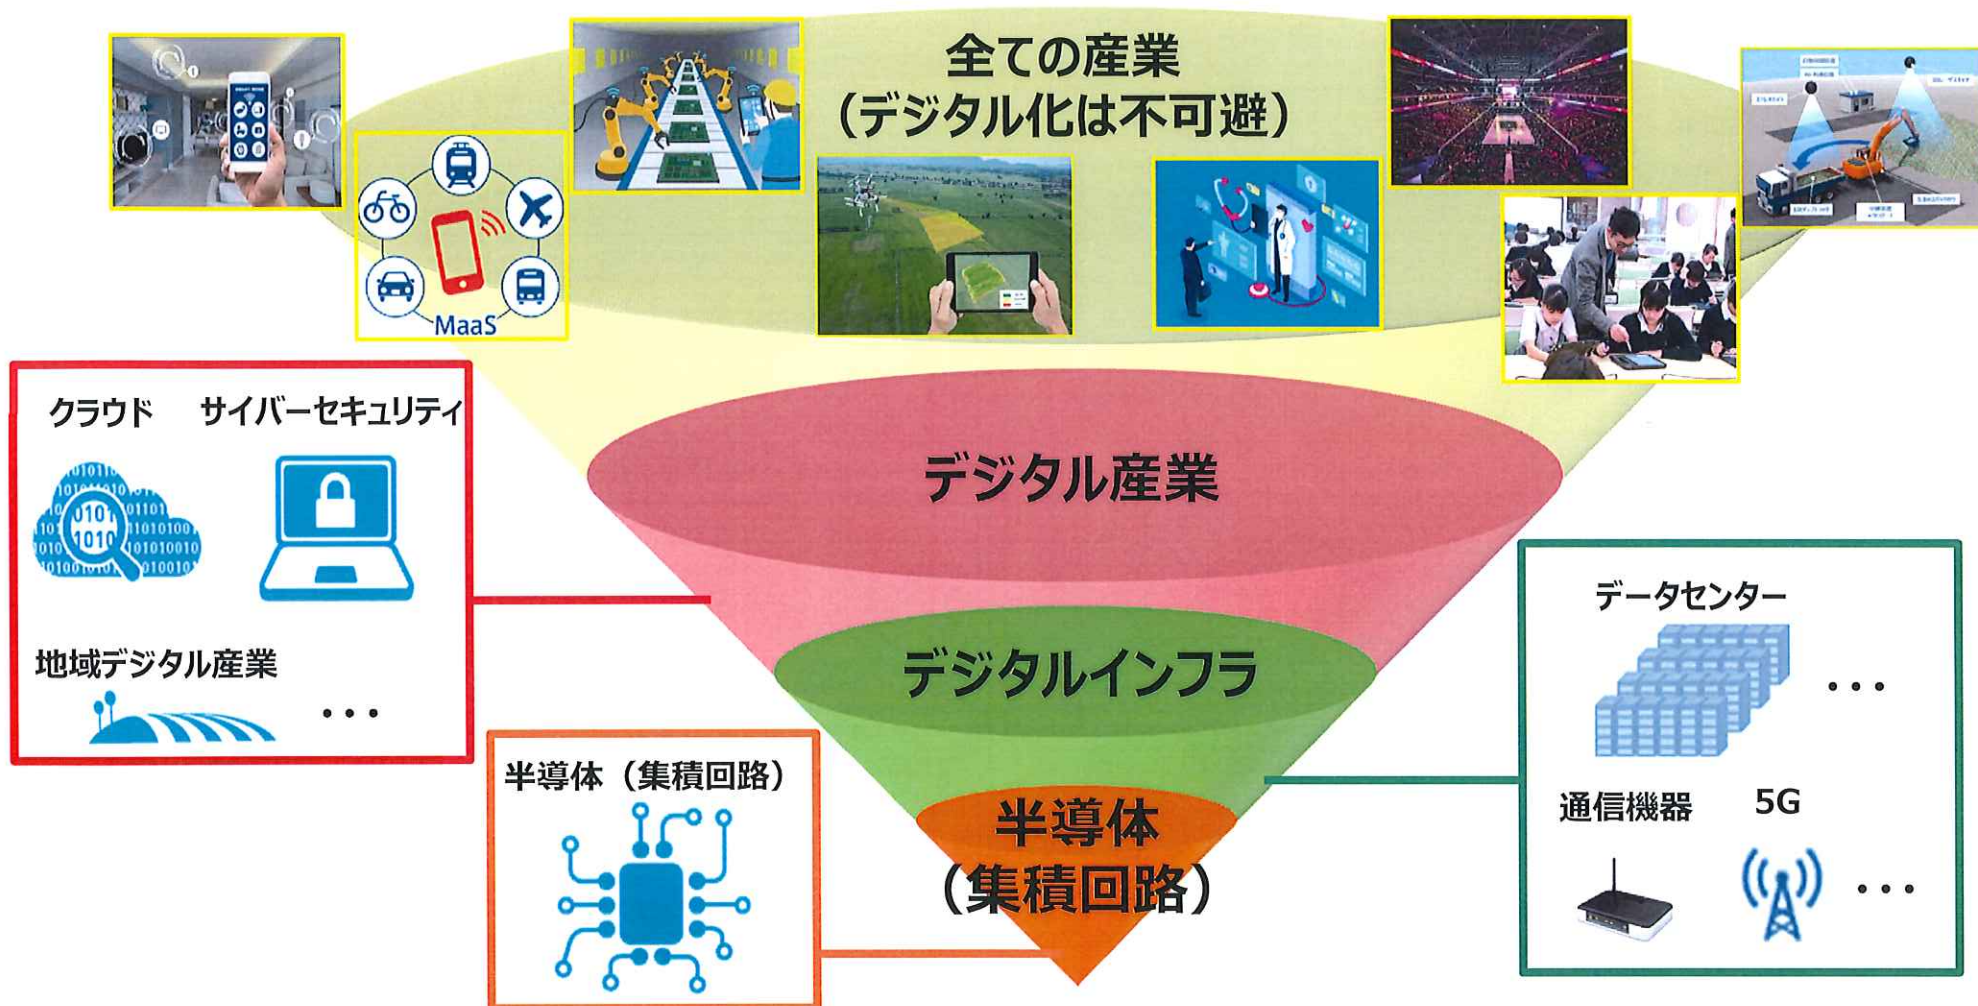 全ての産業
（デジタル化は不可避）
MaaS
デジタル産業
クラウド
サイバーセキュリティ
地域デジタル産業
・・・
デジタルインフラ
データセンター
・・・
通信機器
5G
・・・
半導体（集積回路）
半導体
（集積回路）